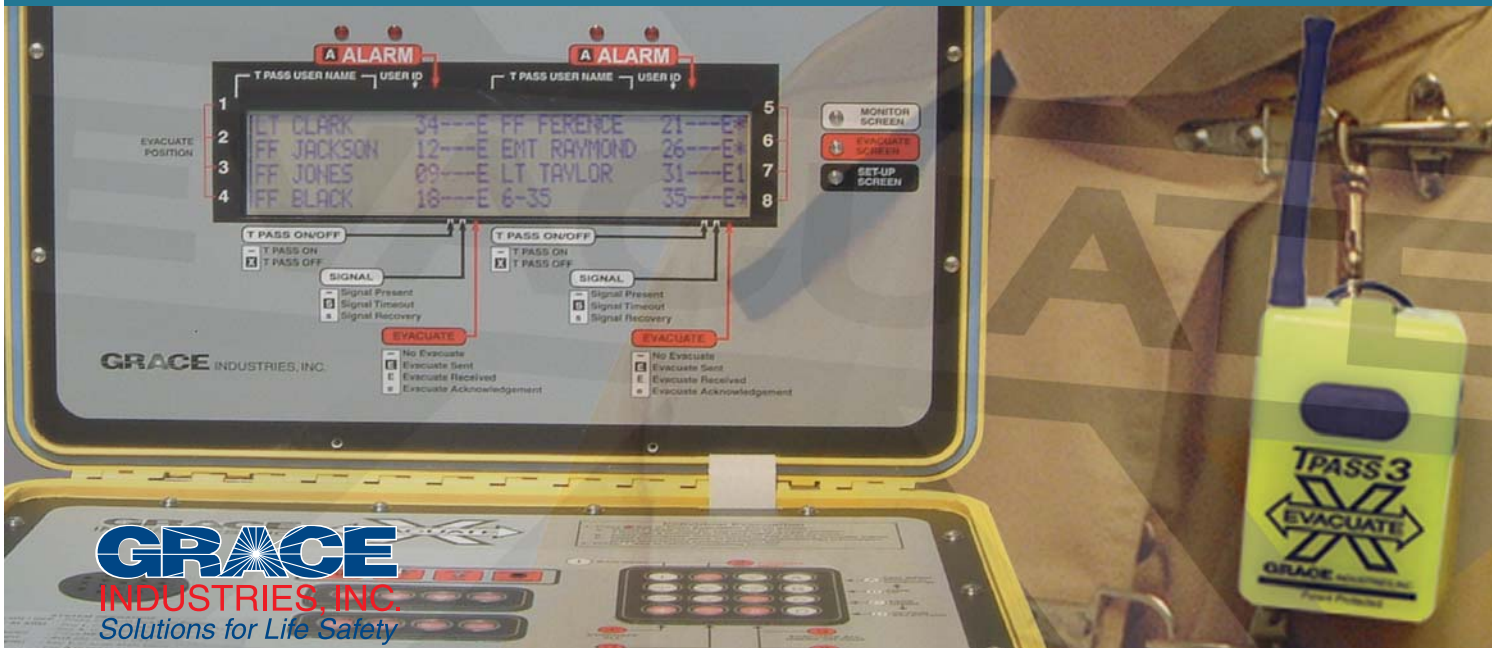 A ALARM A ALARM
T PASS USER NAME USER ID T PASS USER NAME USER ID
1 5
EVACUATE POSITION
2 6
3 7
4 8
LT CLARK 34---E FF FERENCE 21---E*
FF JACKSON 12---E EMT RAYMOND 26---E*
FF JONES 09---E LT TAYLOR 31---E1
FF BLACK 18---E 6-35 35---E*
MONITOR SCREEN
EVACUATE SCREEN
SET-UP SCREEN
T PASS ON/OFF T PASS ON/OFF
– T PASS ON – T PASS ON
X T PASS OFF X T PASS OFF
SIGNAL SIGNAL
– Signal Present – Signal Present
S Signal Timeout S Signal Timeout
s Signal Recovery s Signal Recovery
EVACUATE EVACUATE
– No Evacuate – No Evacuate
E Evacuate Sent E Evacuate Sent
E Evacuate Received E Evacuate Received
e Evacuate Acknowledgement e Evacuate Acknowledgement
GRACE INDUSTRIES, INC.
GRACE
INDUSTRIES, INC.
Solutions for Life Safety
TPASS 3
EVACUATE
GRACE INDUSTRIES, INC.
Patent Protected